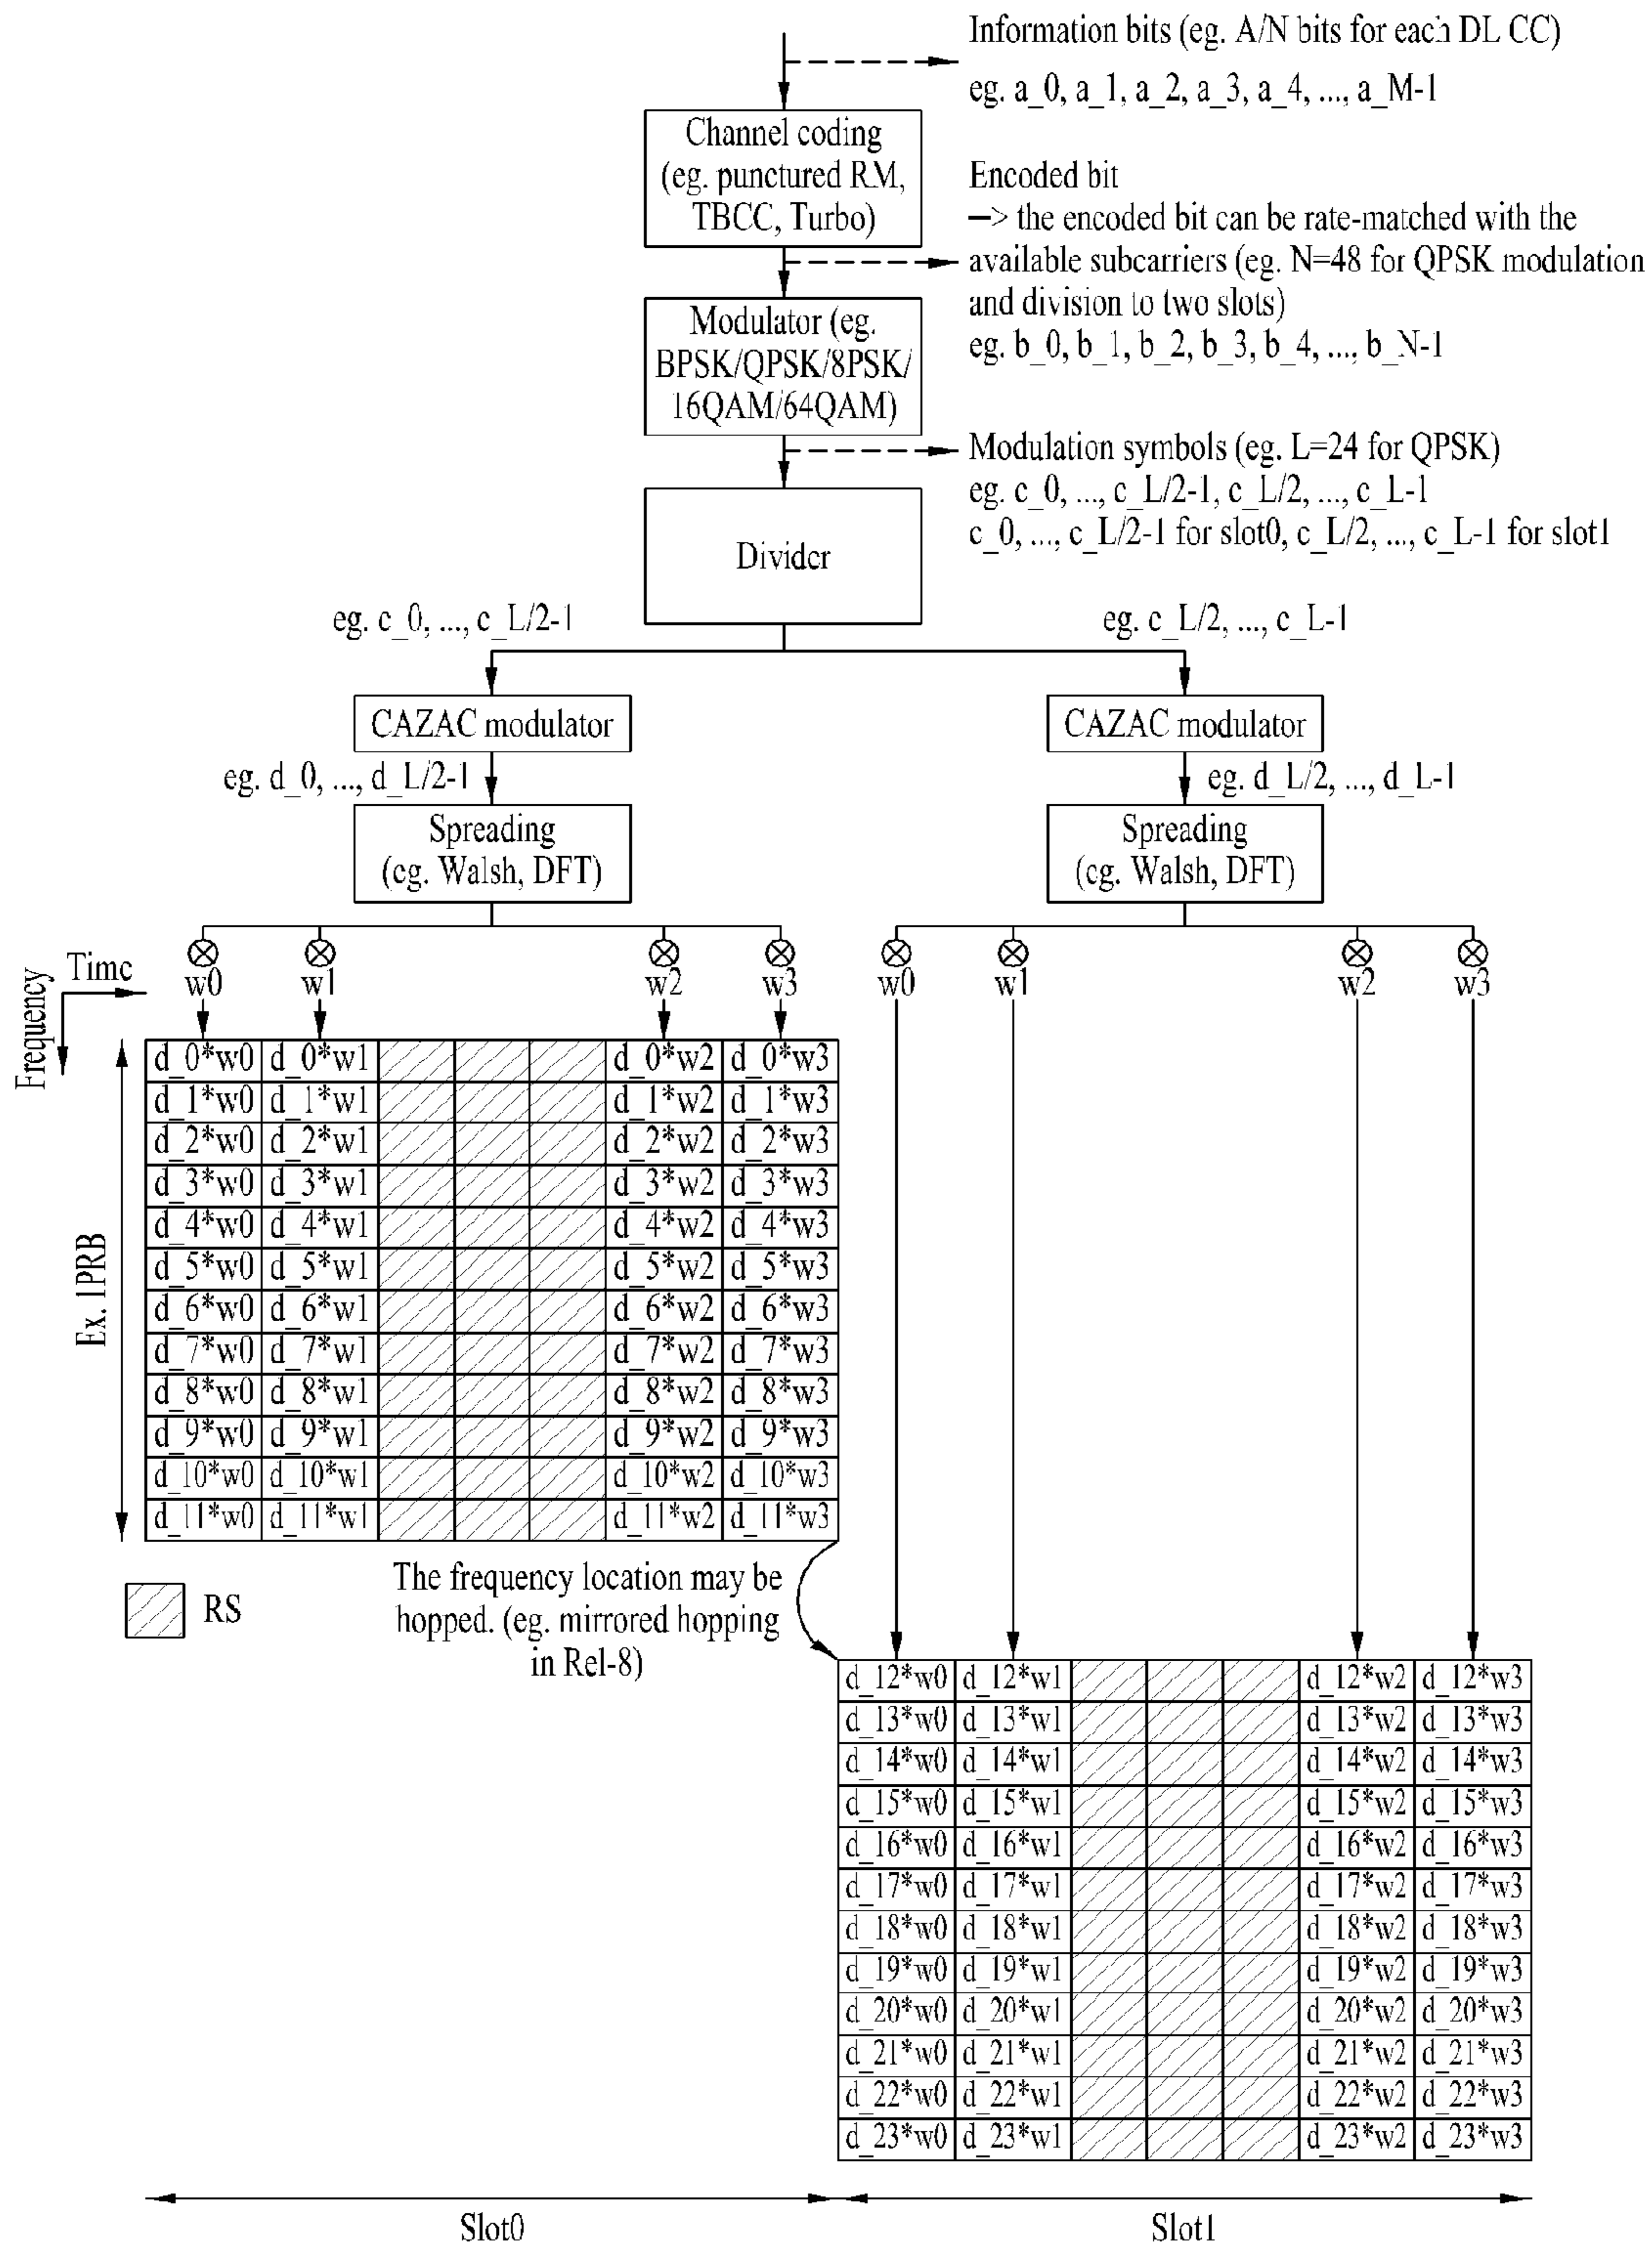 Information bits (eg. A/N bits for each DL CC)
eg. a_0, a_1, a_2, a_3, a_4, ..., a_M-1
Channel coding
(eg. punctured RM,
TBCC, Turbo)
Encoded bit
—> the encoded bit can be rate-matched with the
available subcarriers (eg. N=48 for QPSK modulation
and division to two slots)
eg. b_0, b_1, b_2, b_3, b_4, ..., b_N-1
Modulator (eg.
BPSK/QPSK/8PSK/
16QAM/64QAM)
Modulation symbols (eg. L=24 for QPSK)
eg. c_0, ..., c_L/2-1, c_L/2, ..., c_L-1
c_0, ..., c_L/2-1 for slot0, c_L/2, ..., c_L-1 for slot1
Divider
eg. c_0, ..., c_L/2-1
eg. c_L/2, ..., c_L-1
CAZAC modulator
CAZAC modulator
eg. d_0, ..., d_L/2-1
eg. d_L/2, ..., d_L-1
Spreading
(eg. Walsh, DFT)
Spreading
(eg. Walsh, DFT)
Time
Frequency
w0 w1 w2 w3 w0 w1 w2 w3
Ex. 1PRB
d_0*w0 d_0*w1 d_0*w2 d_0*w3
d_1*w0 d_1*w1 d_1*w2 d_1*w3
d_2*w0 d_2*w1 d_2*w2 d_2*w3
d_3*w0 d_3*w1 d_3*w2 d_3*w3
d_4*w0 d_4*w1 d_4*w2 d_4*w3
d_5*w0 d_5*w1 d_5*w2 d_5*w3
d_6*w0 d_6*w1 d_6*w2 d_6*w3
d_7*w0 d_7*w1 d_7*w2 d_7*w3
d_8*w0 d_8*w1 d_8*w2 d_8*w3
d_9*w0 d_9*w1 d_9*w2 d_9*w3
d_10*w0 d_10*w1 d_10*w2 d_10*w3
d_11*w0 d_11*w1 d_11*w2 d_11*w3
RS
The frequency location may be
hopped. (eg. mirrored hopping
in Rel-8)
d_12*w0 d_12*w1 d_12*w2 d_12*w3
d_13*w0 d_13*w1 d_13*w2 d_13*w3
d_14*w0 d_14*w1 d_14*w2 d_14*w3
d_15*w0 d_15*w1 d_15*w2 d_15*w3
d_16*w0 d_16*w1 d_16*w2 d_16*w3
d_17*w0 d_17*w1 d_17*w2 d_17*w3
d_18*w0 d_18*w1 d_18*w2 d_18*w3
d_19*w0 d_19*w1 d_19*w2 d_19*w3
d_20*w0 d_20*w1 d_20*w2 d_20*w3
d_21*w0 d_21*w1 d_21*w2 d_21*w3
d_22*w0 d_22*w1 d_22*w2 d_22*w3
d_23*w0 d_23*w1 d_23*w2 d_23*w3
Slot0
Slot1